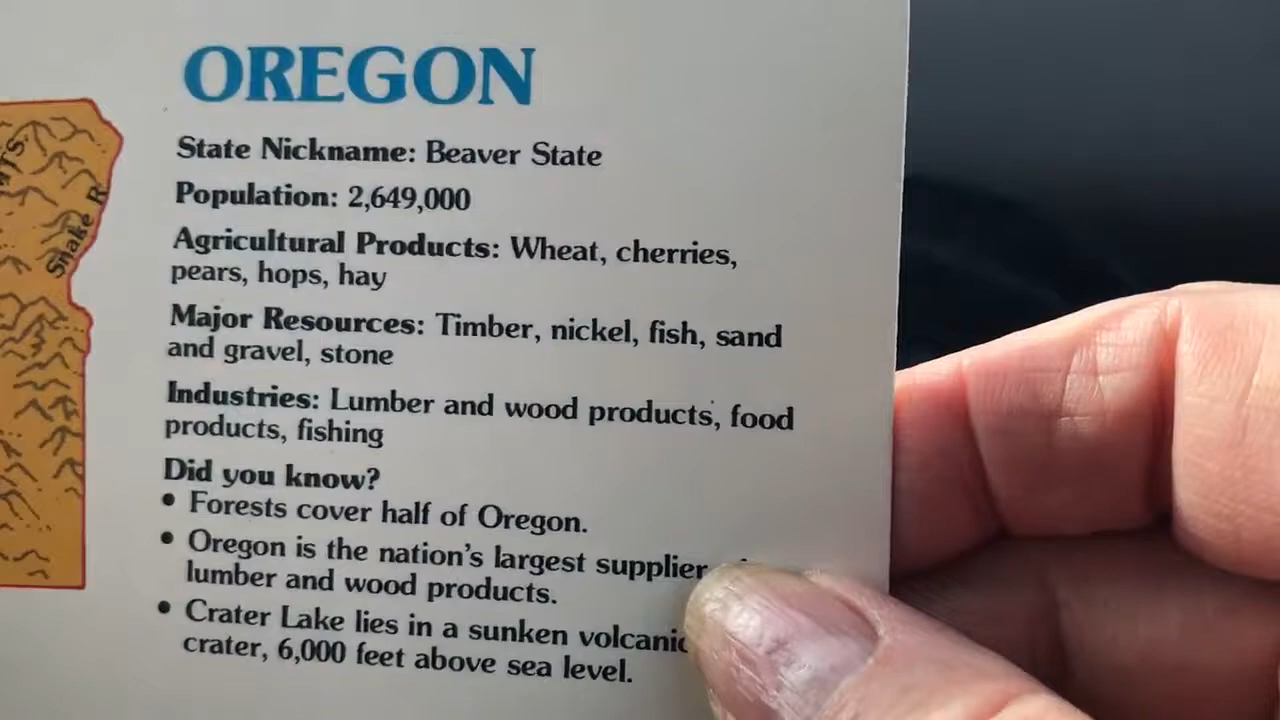 OREGON
State Nickname: Beaver State
Population: 2,649,000
Agricultural Products: Wheat, cherries,
pears, hops, hay
Major Resources: Timber, nickel, fish, sand
and gravel, stone
Industries: Lumber and wood products, food
products, fishing
Did you know?
• Forests cover half of Oregon.
• Oregon is the nation's largest supplier
lumber and wood products.
• Crater Lake lies in a sunken volcanic
crater, 6,000 feet above sea level.
MTS.
Snake R